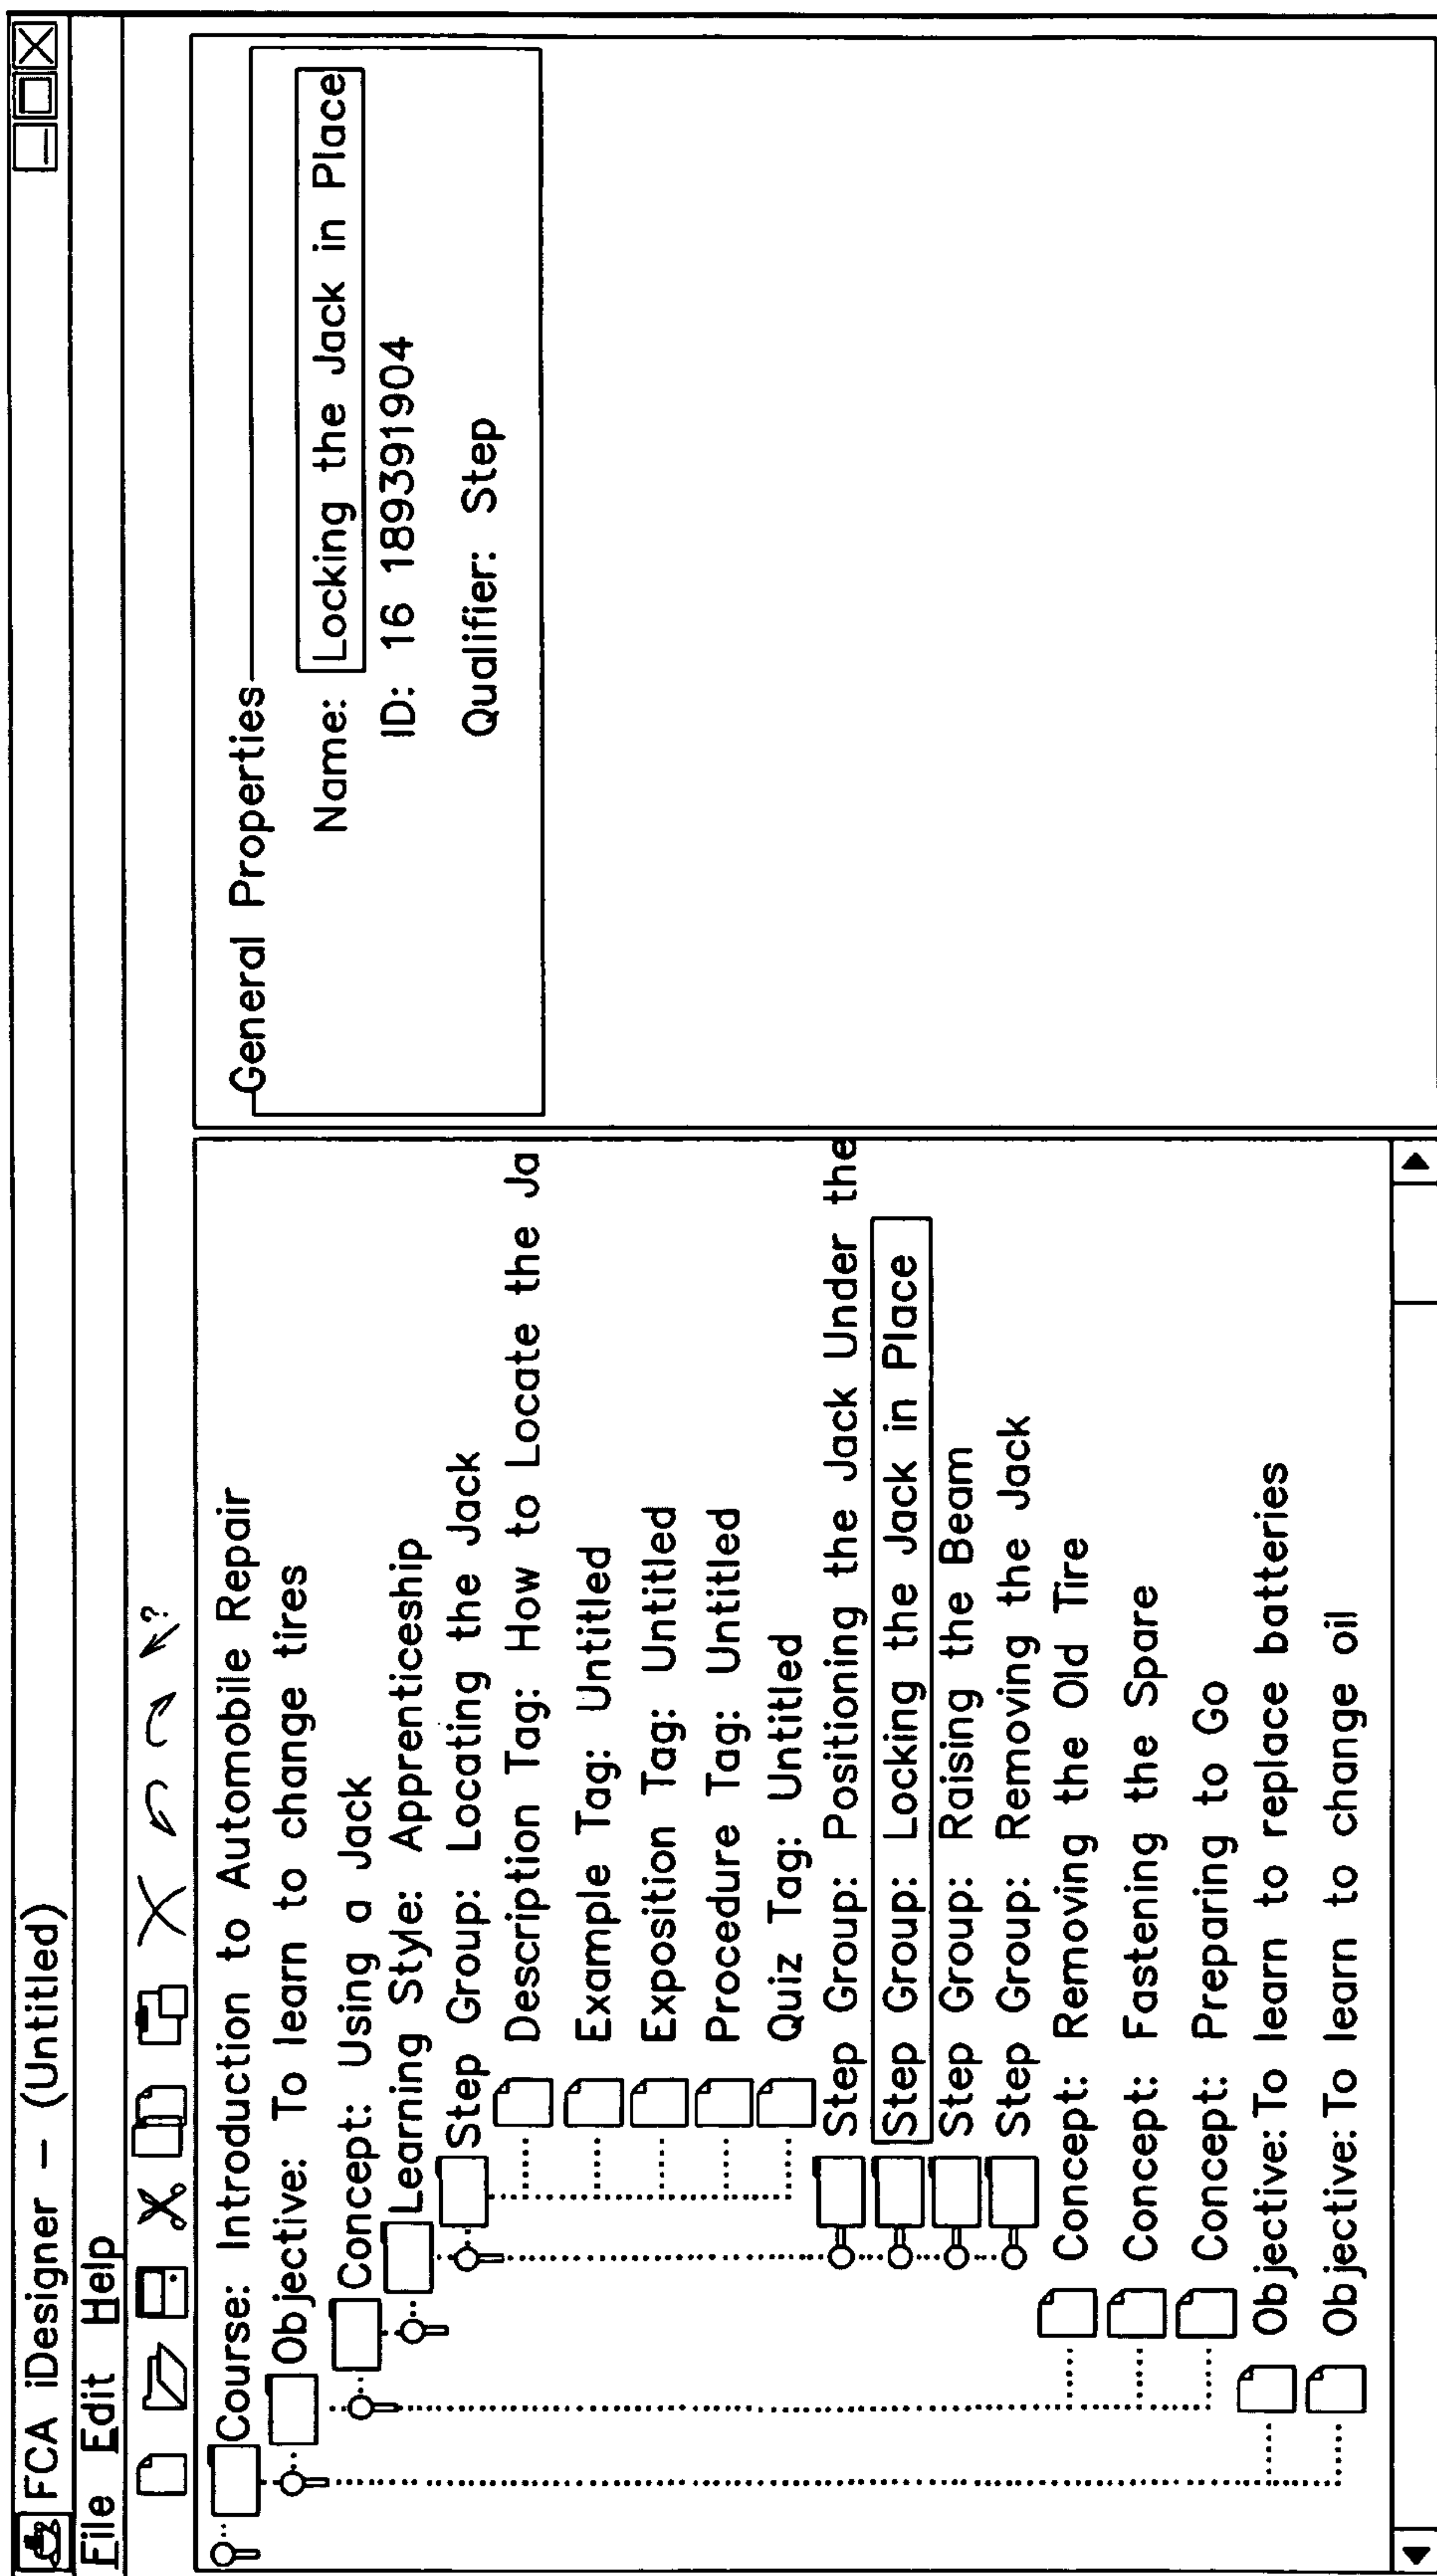 FCA iDesigner – (Untitled)
File Edit Help
?
Course: Introduction to Automobile Repair
Objective: To learn to change tires
Concept: Using a Jack
Learning Style: Apprenticeship
Step Group: Locating the Jack
Description Tag: How to Locate the Ja
Example Tag: Untitled
Exposition Tag: Untitled
Procedure Tag: Untitled
Quiz Tag: Untitled
Step Group: Positioning the Jack Under the
Step Group: Locking the Jack in Place
Step Group: Raising the Beam
Step Group: Removing the Jack
Concept: Removing the Old Tire
Concept: Fastening the Spare
Concept: Preparing to Go
Objective: To learn to replace batteries
Objective: To learn to change oil
General Properties
Name: Locking the Jack in Place
ID: 16 189391904
Qualifier: Step